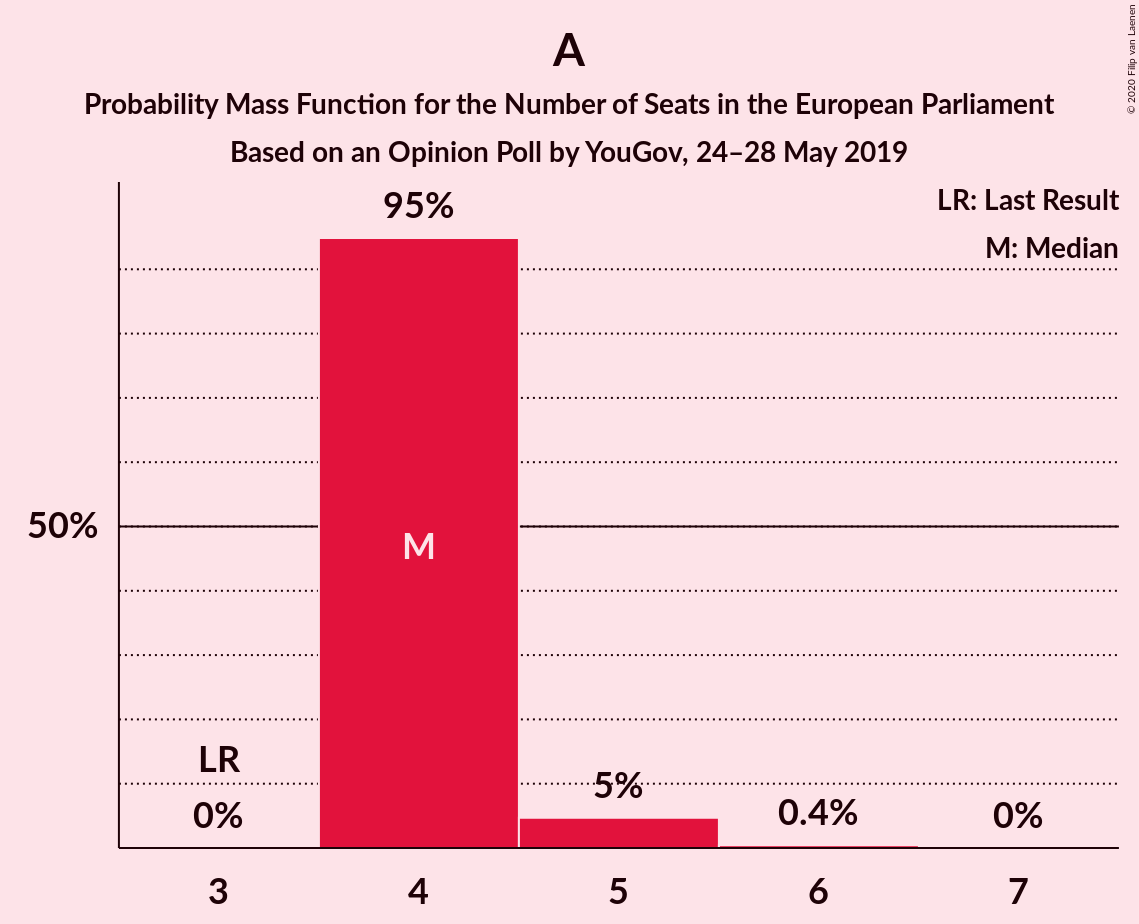 A
Probability Mass Function for the Number of Seats in the European Parliament
Based on an Opinion Poll by YouGov, 24–28 May 2019
© 2020 Filip van Laenen
LR: Last Result
M: Median
95%
50%
M
LR
0%
5%
0.4%
0%
3
4
5
6
7